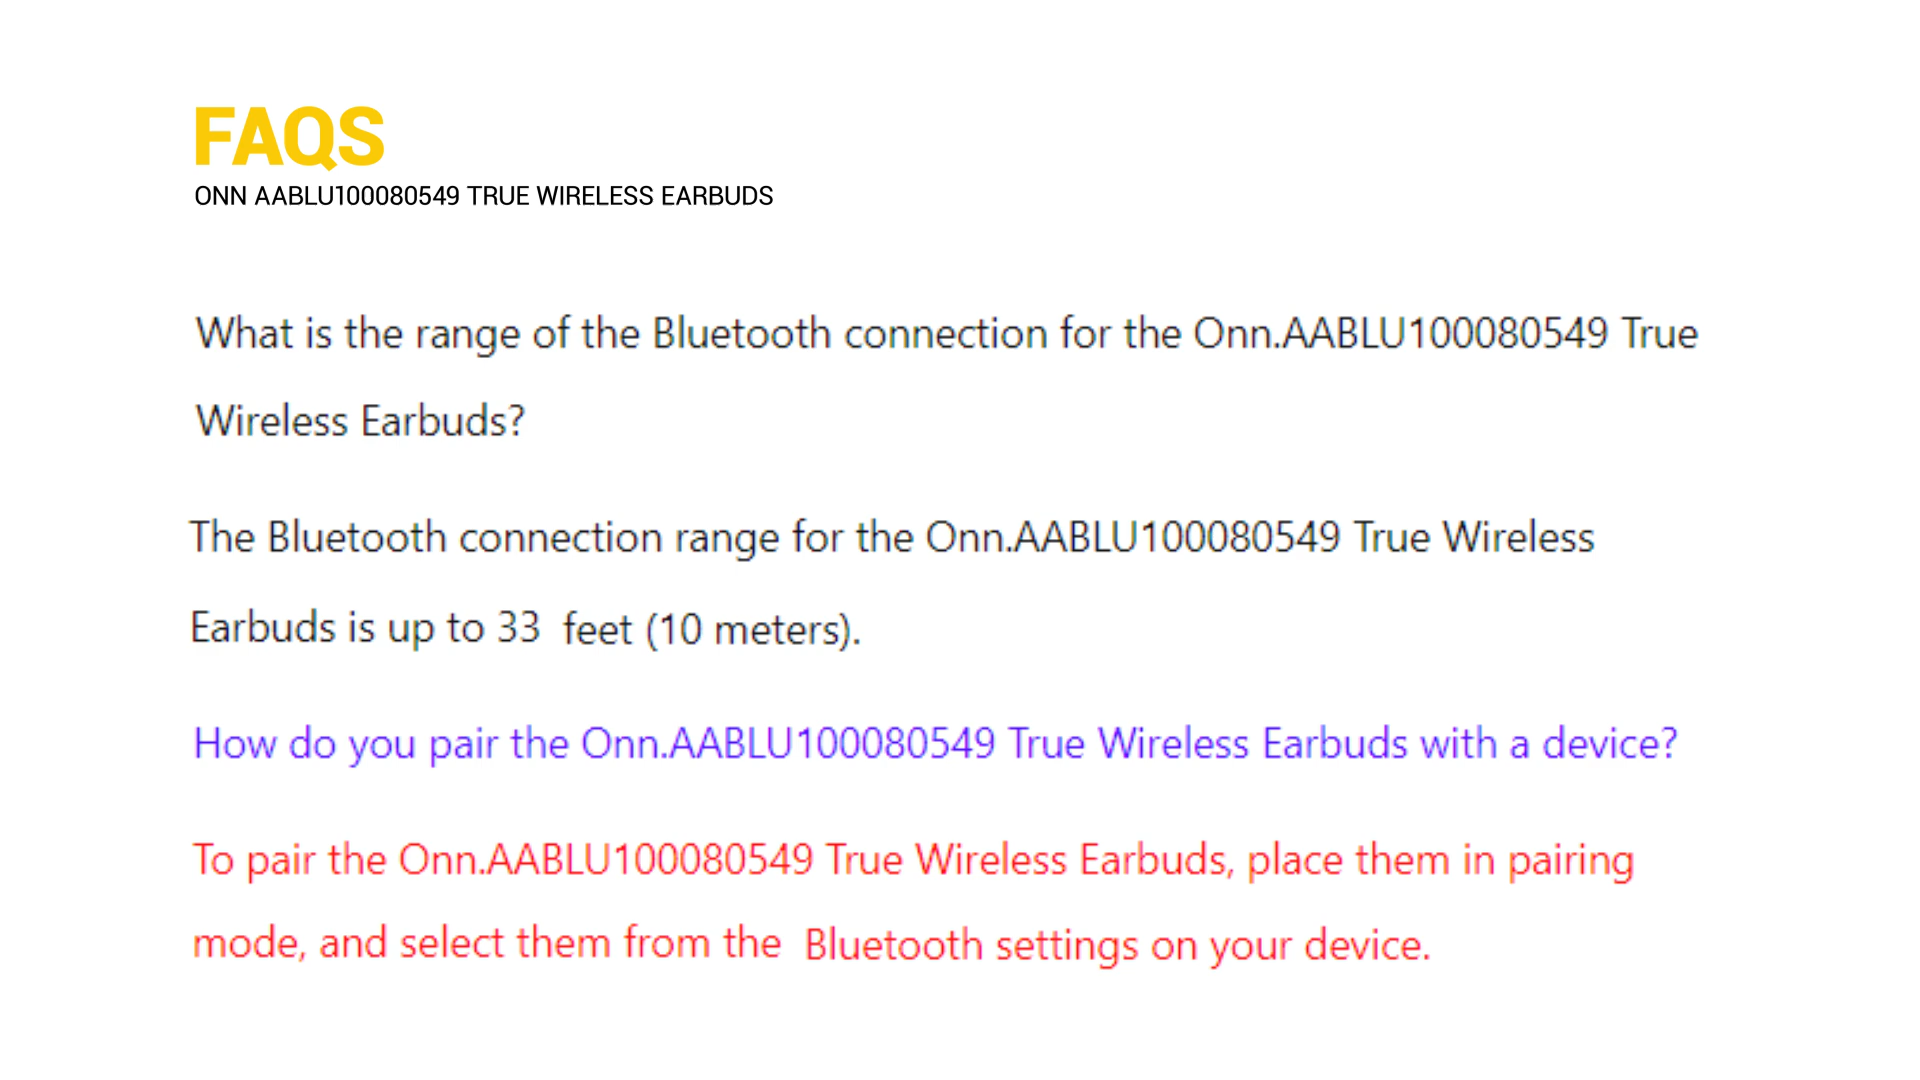 FAQS
ONN AABLU100080549 TRUE WIRELESS EARBUDS
What is the range of the Bluetooth connection for the Onn.AABLU100080549 True
Wireless Earbuds?
The Bluetooth connection range for the Onn.AABLU100080549 True Wireless
Earbuds is up to 33 feet (10 meters).
How do you pair the Onn.AABLU100080549 True Wireless Earbuds with a device?
To pair the Onn.AABLU100080549 True Wireless Earbuds, place them in pairing
mode, and select them from the Bluetooth settings on your device.